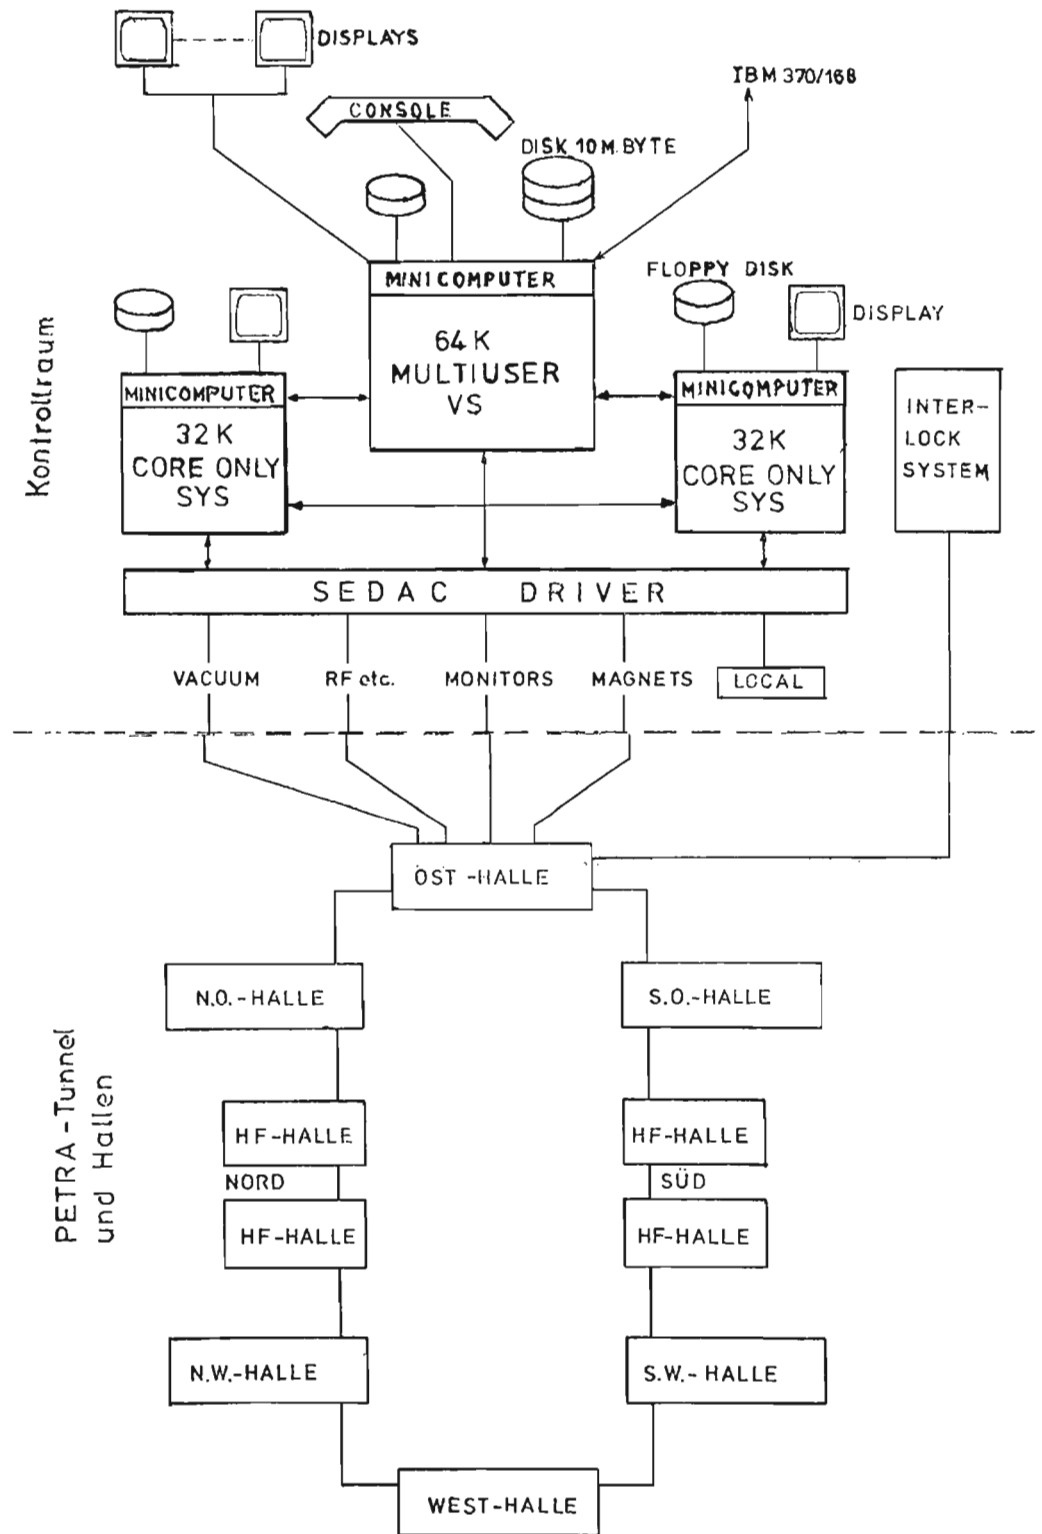 DISPLAYS
IBM 370/168
CONSOLE
DISK 10 M. BYTE
MINICOMPUTER
64 K
MULTIUSER
VS
FLOPPY DISK
DISPLAY
MINICOMPUTER
32 K
CORE ONLY
SYS
MINICOMPUTER
32 K
CORE ONLY
SYS
INTER-
LOCK
SYSTEM
Kontrollraum
SEDAC DRIVER
VACUUM
RF etc.
MONITORS
MAGNETS
LOCAL
OST-HALLE
N.O.-HALLE
S.O.-HALLE
PETRA-Tunnel
und Hallen
HF-HALLE
HF-HALLE
NORD
SÜD
HF-HALLE
HF-HALLE
N.W.-HALLE
S.W.-HALLE
WEST-HALLE